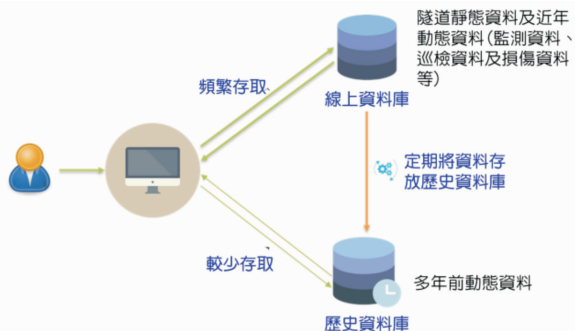 隧道靜態資料及近年
動態資料(監測資料、
巡檢資料及損傷資料
等)
頻繁存取、
線上資料庫
定期將資料存
放歷史資料庫
較少存取
多年前動態資料
歷史資料庫